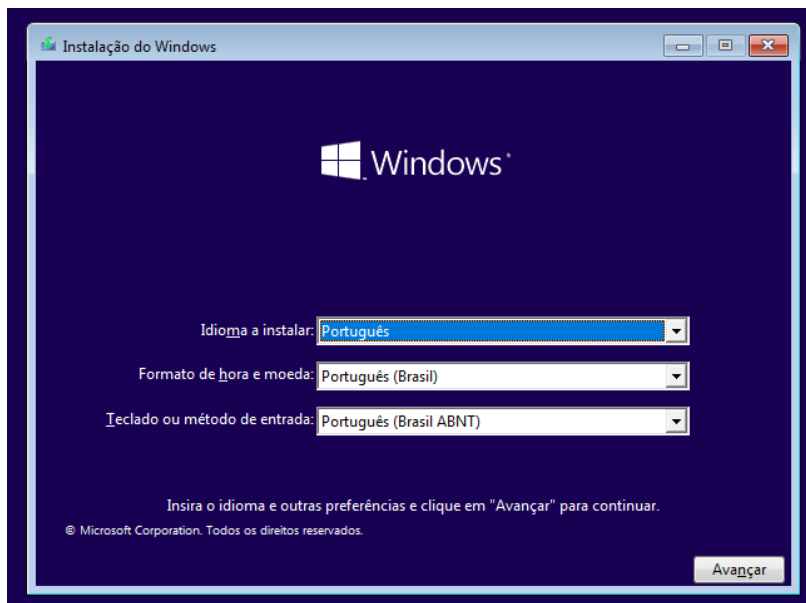 Instalação do Windows
Windows
Idioma a instalar: Português
Formato de hora e moeda: Português (Brasil)
Teclado ou método de entrada: Português (Brasil ABNT)
Insira o idioma e outras preferências e clique em "Avançar" para continuar.
© Microsoft Corporation. Todos os direitos reservados.
Avançar